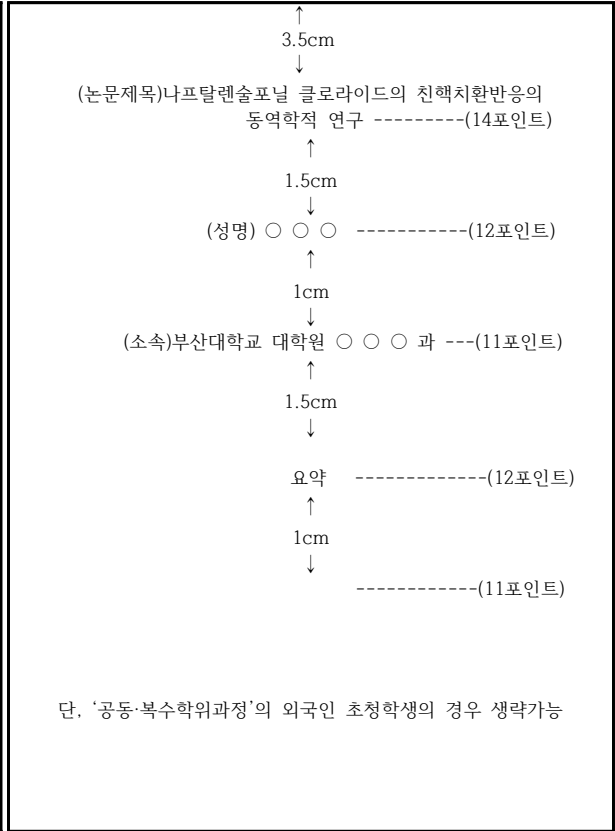 ↑
3.5cm
↓
(논문제목)나프탈렌술포닐 클로라이드의 친핵치환반응의
동역학적 연구 ---------(14포인트)
↑
1.5cm
↓
(성명) ○ ○ ○ -----------(12포인트)
↑
1cm
↓
(소속)부산대학교 대학원 ○ ○ ○ 과 ---(11포인트)
↑
1.5cm
↓
요약 -------------(12포인트)
↑
1cm
↓
------------(11포인트)
단, ‘공동·복수학위과정’의 외국인 초청학생의 경우 생략가능